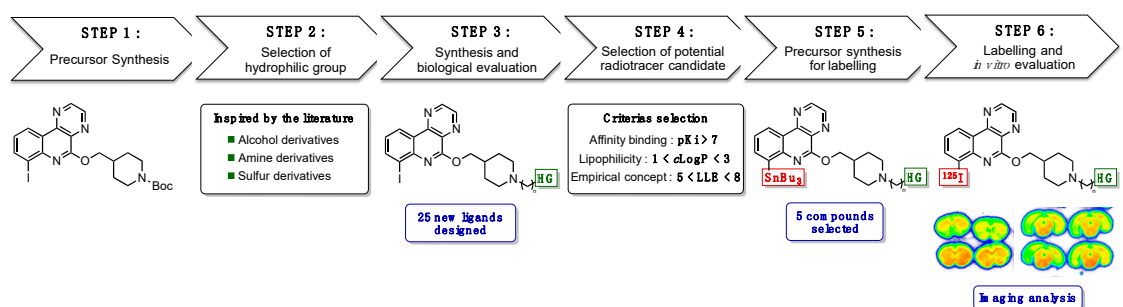 STEP 1 :
Precursor Synthesis
STEP 2 :
Selection of
hydrophilic group
STEP 3 :
Synthesis and
biological evaluation
STEP 4 :
Selection of potential
radiotracer candidate
STEP 5 :
Precursor synthesis
for labelling
STEP 6 :
Labelling and
in vitro evaluation
N
N
N
O
I
N
Boc
Inspired by the literature
Alcohol derivatives
Amine derivatives
Sulfur derivatives
N
N
N
O
I
N
n
HG
25 new ligands
designed
Criterias selection
Affinity binding : pKi > 7
Lipophilicity : 1 < cLogP < 3
Empirical concept : 5 < LLE < 8
N
N
N
O
SnBu3
N
n
HG
5 compounds
selected
N
N
N
O
125I
N
n
HG
Imaging analysis